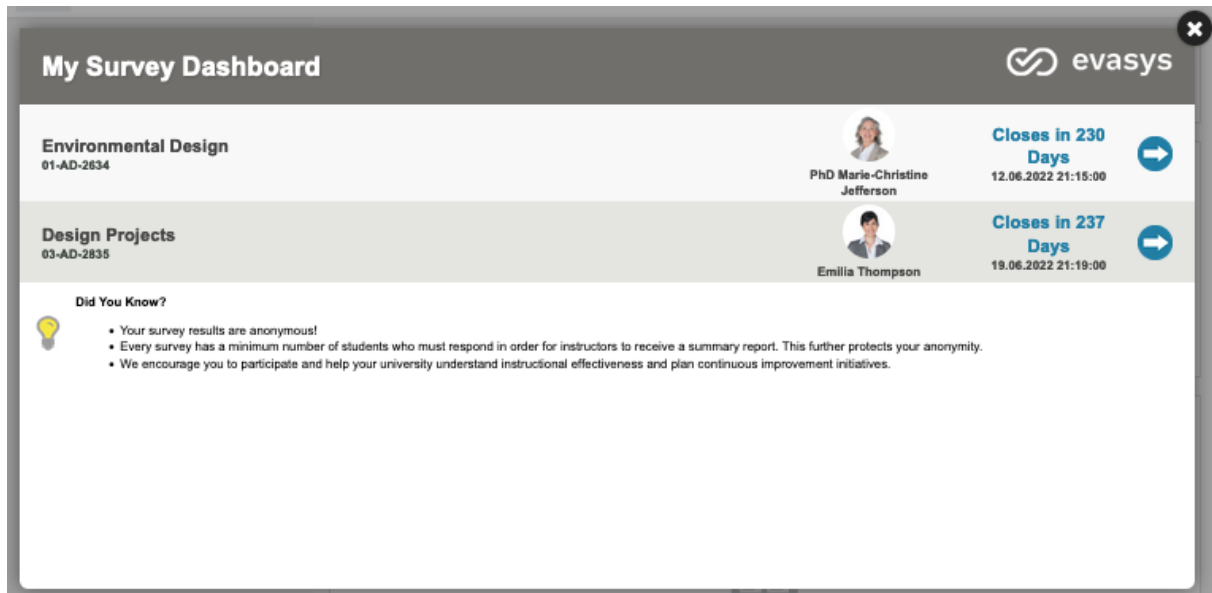 My Survey Dashboard
evasys
Environmental Design
01-AD-2634
PhD Marie-Christine
Jefferson
Closes in 230
Days
12.06.2022 21:15:00
Design Projects
03-AD-2835
Emilia Thompson
Closes in 237
Days
19.06.2022 21:19:00
Did You Know?
• Your survey results are anonymous!
• Every survey has a minimum number of students who must respond in order for instructors to receive a summary report. This further protects your anonymity.
• We encourage you to participate and help your university understand instructional effectiveness and plan continuous improvement initiatives.